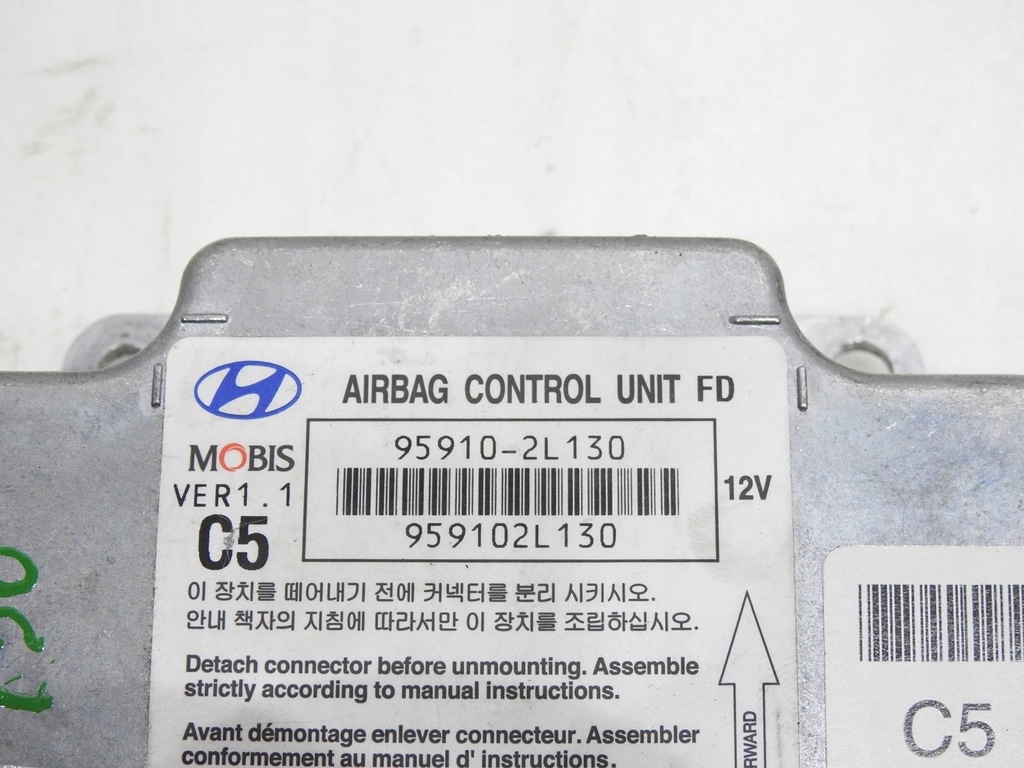 AIRBAG CONTROL UNIT FD
MOBIS
VER1.1
C5
95910-2L130
959102L130
12V
이 장치를 떼어내기 전에 커넥터를 분리 시키시오.
안내 책자의 지침에 따라서만 이 장치를 조립하십시오.
Detach connector before unmounting. Assemble
strictly according to manual instructions.
Avant démontage enlever connecteur. Assembler
conformement au manuel d' instructions.
RWARD
C5